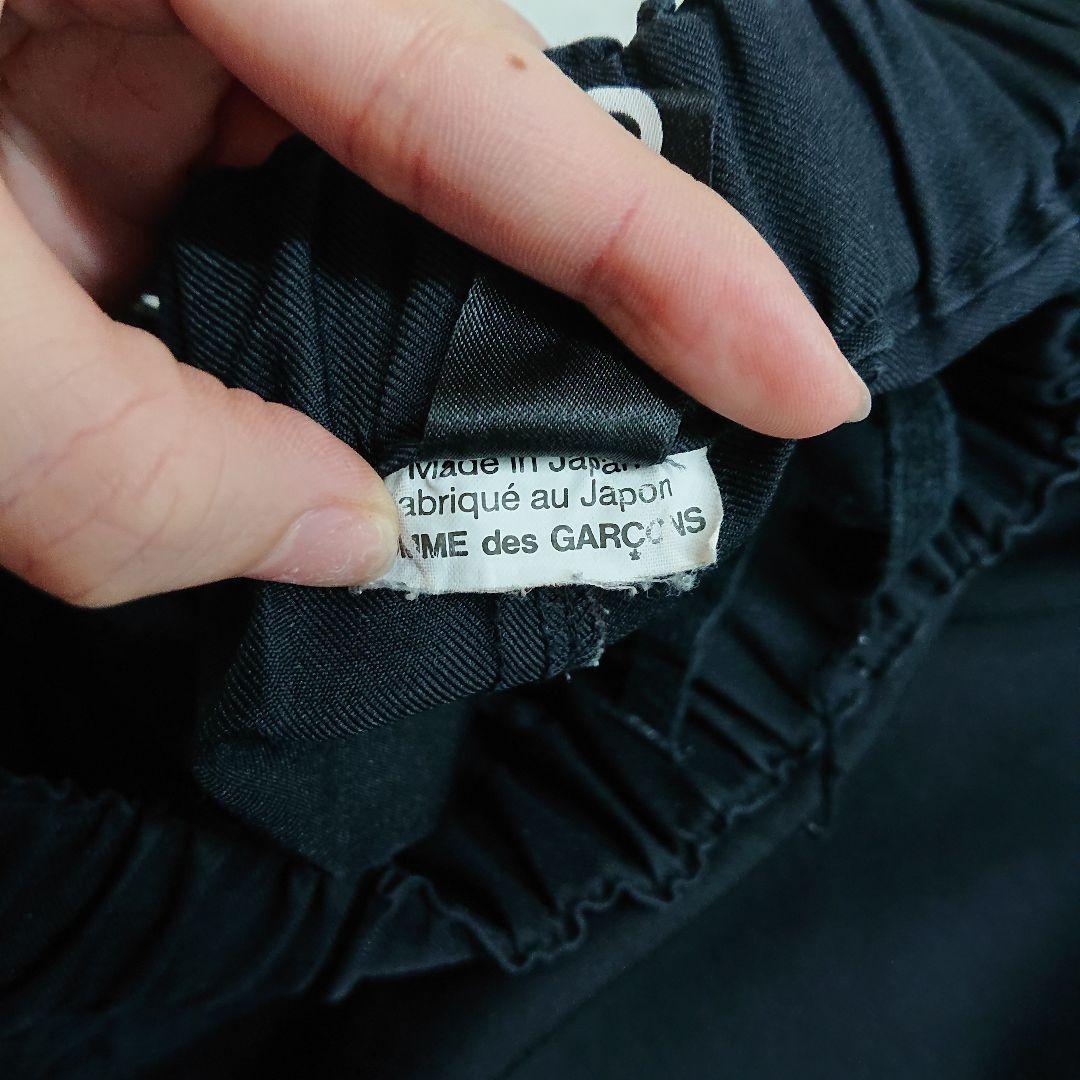 Made in Japan
abriqué au Japon
MME des GARÇONS